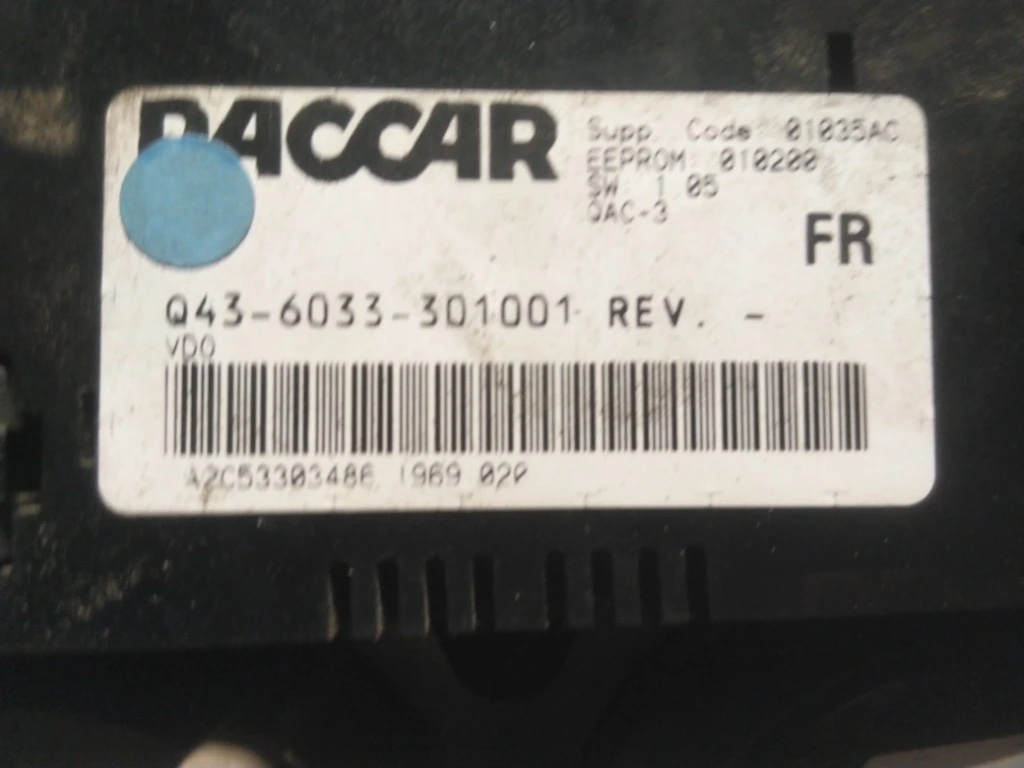 PACCAR
Supp. Code 01035AC
EEPROM 010200
SW 1.05
QAC-3
FR
Q43-6033-301001 REV. -
VDO
A2C53303486 1969 020